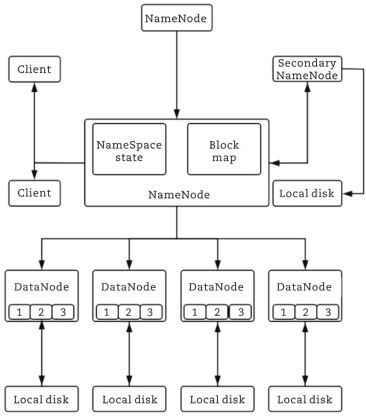 NameNode
Client
Secondary
NameNode
NameSpace
state
Block
map
NameNode
Client
Local disk
DataNode
1 2 3
DataNode
1 2 3
DataNode
1 2 3
DataNode
1 2 3
Local disk
Local disk
Local disk
Local disk